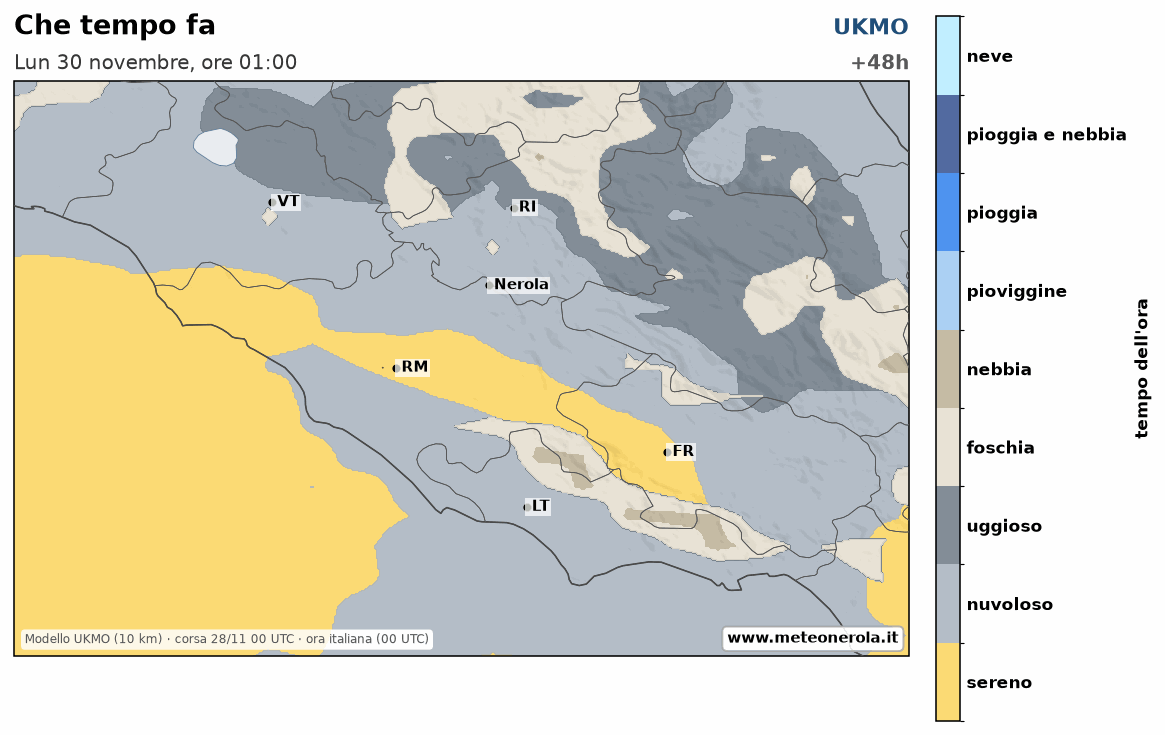 Che tempo fa
UKMO
Lun 30 novembre, ore 01:00
+48h
neve
pioggia e nebbia
pioggia
pioviggine
nebbia
foschia
uggioso
nuvoloso
sereno
tempo dell'ora
VT
RI
Nerola
RM
FR
LT
Modello UKMO (10 km) · corsa 28/11 00 UTC · ora italiana (00 UTC)
www.meteonerola.it